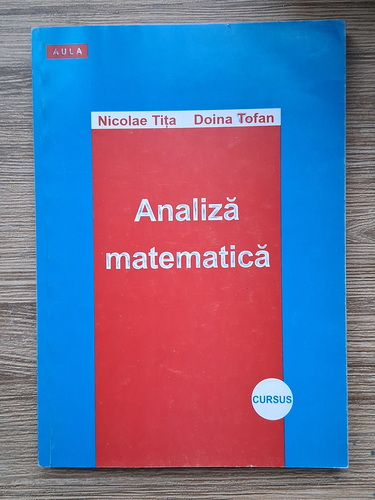 AULA
Nicolae Tița Doina Tofan
Analiză
matematică
CURSUS